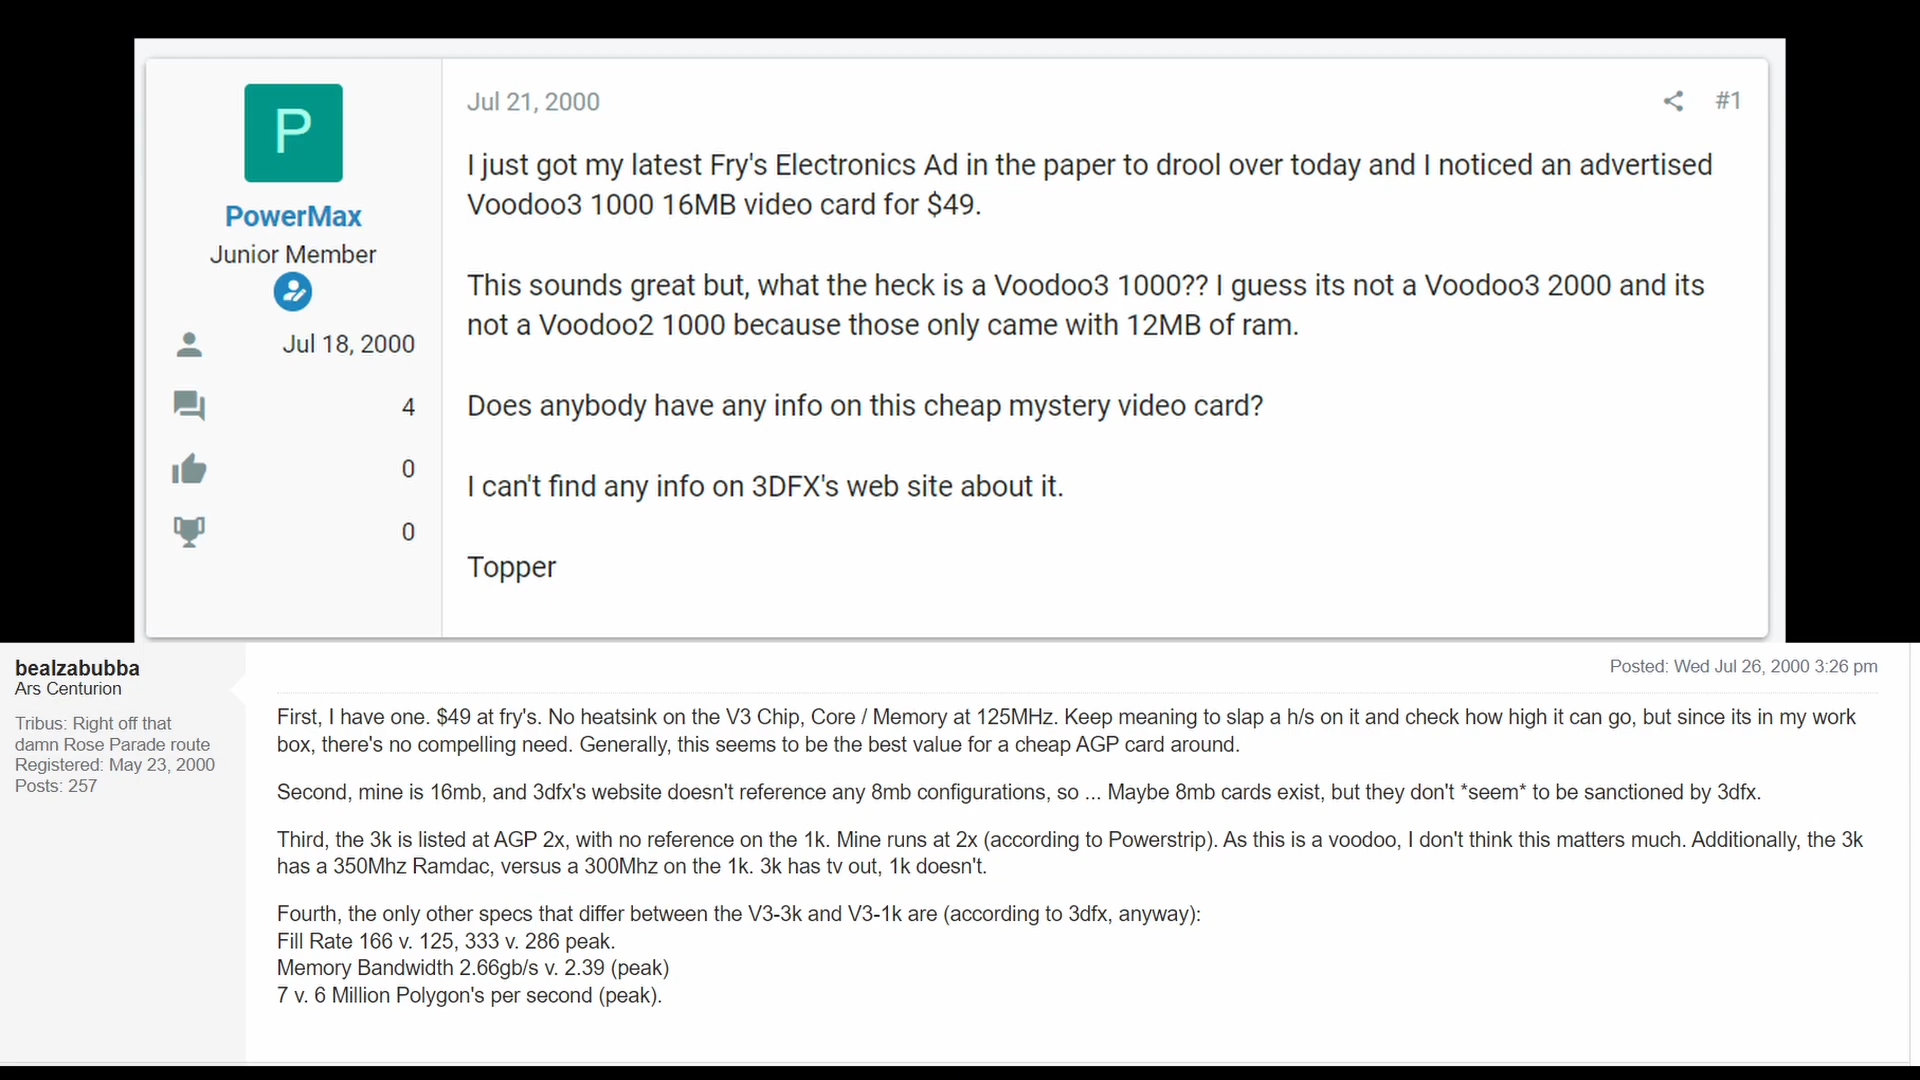 P
PowerMax
Junior Member
Jul 18, 2000
4
0
0
Jul 21, 2000
#1
I just got my latest Fry's Electronics Ad in the paper to drool over today and I noticed an advertised
Voodoo3 1000 16MB video card for $49.
This sounds great but, what the heck is a Voodoo3 1000?? I guess its not a Voodoo3 2000 and its
not a Voodoo2 1000 because those only came with 12MB of ram.
Does anybody have any info on this cheap mystery video card?
I can't find any info on 3DFX's web site about it.
Topper
bealzabubba
Ars Centurion
Tribus: Right off that
damn Rose Parade route
Registered: May 23, 2000
Posts: 257
Posted: Wed Jul 26, 2000 3:26 pm
First, I have one. $49 at fry's. No heatsink on the V3 Chip, Core / Memory at 125MHz. Keep meaning to slap a h/s on it and check how high it can go, but since its in my work
box, there's no compelling need. Generally, this seems to be the best value for a cheap AGP card around.
Second, mine is 16mb, and 3dfx's website doesn't reference any 8mb configurations, so ... Maybe 8mb cards exist, but they don't *seem* to be sanctioned by 3dfx.
Third, the 3k is listed at AGP 2x, with no reference on the 1k. Mine runs at 2x (according to Powerstrip). As this is a voodoo, I don't think this matters much. Additionally, the 3k
has a 350Mhz Ramdac, versus a 300Mhz on the 1k. 3k has tv out, 1k doesn't.
Fourth, the only other specs that differ between the V3-3k and V3-1k are (according to 3dfx, anyway):
Fill Rate 166 v. 125, 333 v. 286 peak.
Memory Bandwidth 2.66gb/s v. 2.39 (peak)
7 v. 6 Million Polygon's per second (peak).